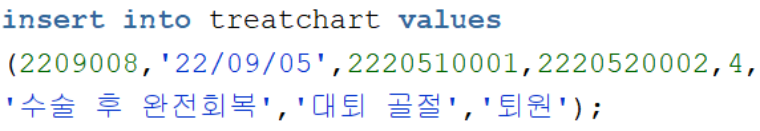 insert into treatchart values
(2209008,'22/09/05',2220510001,2220520002,4,
'수술 후 완전회복','대퇴 골절','퇴원');